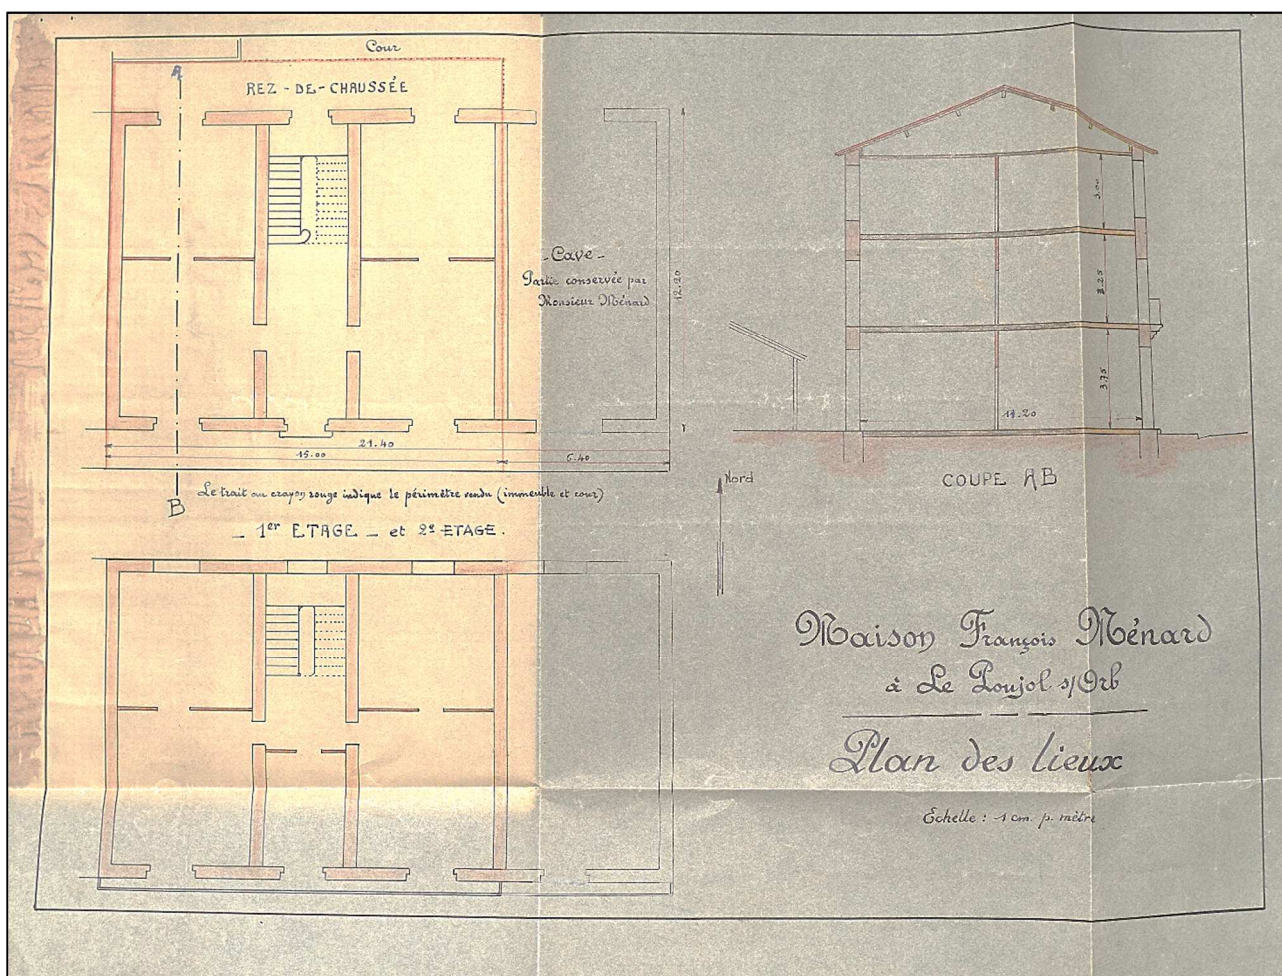 Cour
A
REZ-DE-CHAUSSÉE
- Cave -
Partie conservée par
Monsieur Ménard
12.20
21.40
15.00
6.40
B
Le trait au crayon rouge indique le périmètre vendu (immeuble et cour)
- 1er ETAGE - et 2e ETAGE.
3.00
3.25
3.75
11.20
COUPE AB
Nord
Maison François Ménard
à Le Poujol s/Orb
Plan des lieux
Echelle : 1 cm. p. mètre